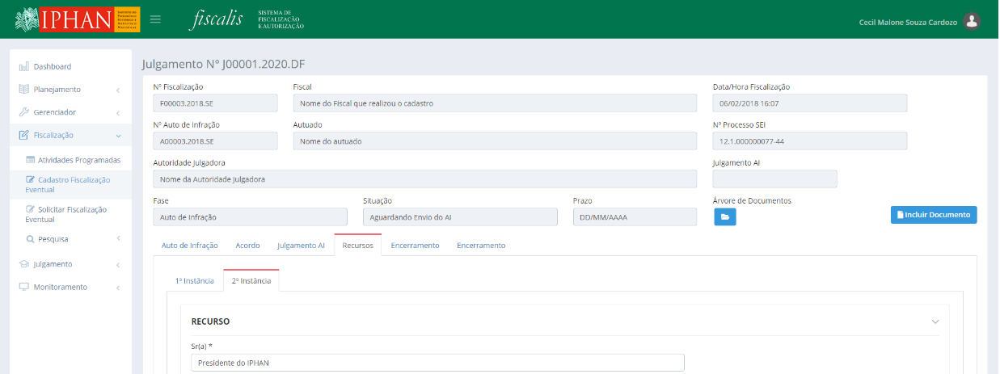 IPHAN
fiscalis
SISTEMA DE
FISCALIZAÇÃO
E AUTORIZAÇÃO
Cecil Malone Souza Cardozo
Dashboard
Planejamento
Gerenciador
Fiscalização
Atividades Programadas
Cadastro Fiscalização
Eventual
Solicitar Fiscalização
Eventual
Pesquisa
Julgamento
Monitoramento
Julgamento N° J00001.2020.DF
Nº Fiscalização
Fiscal
Data/Hora Fiscalização
F00003.2018.SE
Nome do Fiscal que realizou o cadastro
06/02/2018 16:07
Nº Auto de Infração
Autuado
Nº Processo SEI
A00003.2018.SE
Nome do autuado
12.1.000000077-44
Autoridade Julgadora
Julgamento AI
Nome da Autoridade Julgadora
Fase
Situação
Prazo
Árvore de Documentos
Auto de Infração
Aguardando Envio do AI
DD/MM/AAAA
Incluir Documento
Auto de Infração
Acordo
Julgamento AI
Recursos
Encerramento
Encerramento
1ª Instância
2ª Instância
RECURSO
Sr(a) *
Presidente do IPHAN